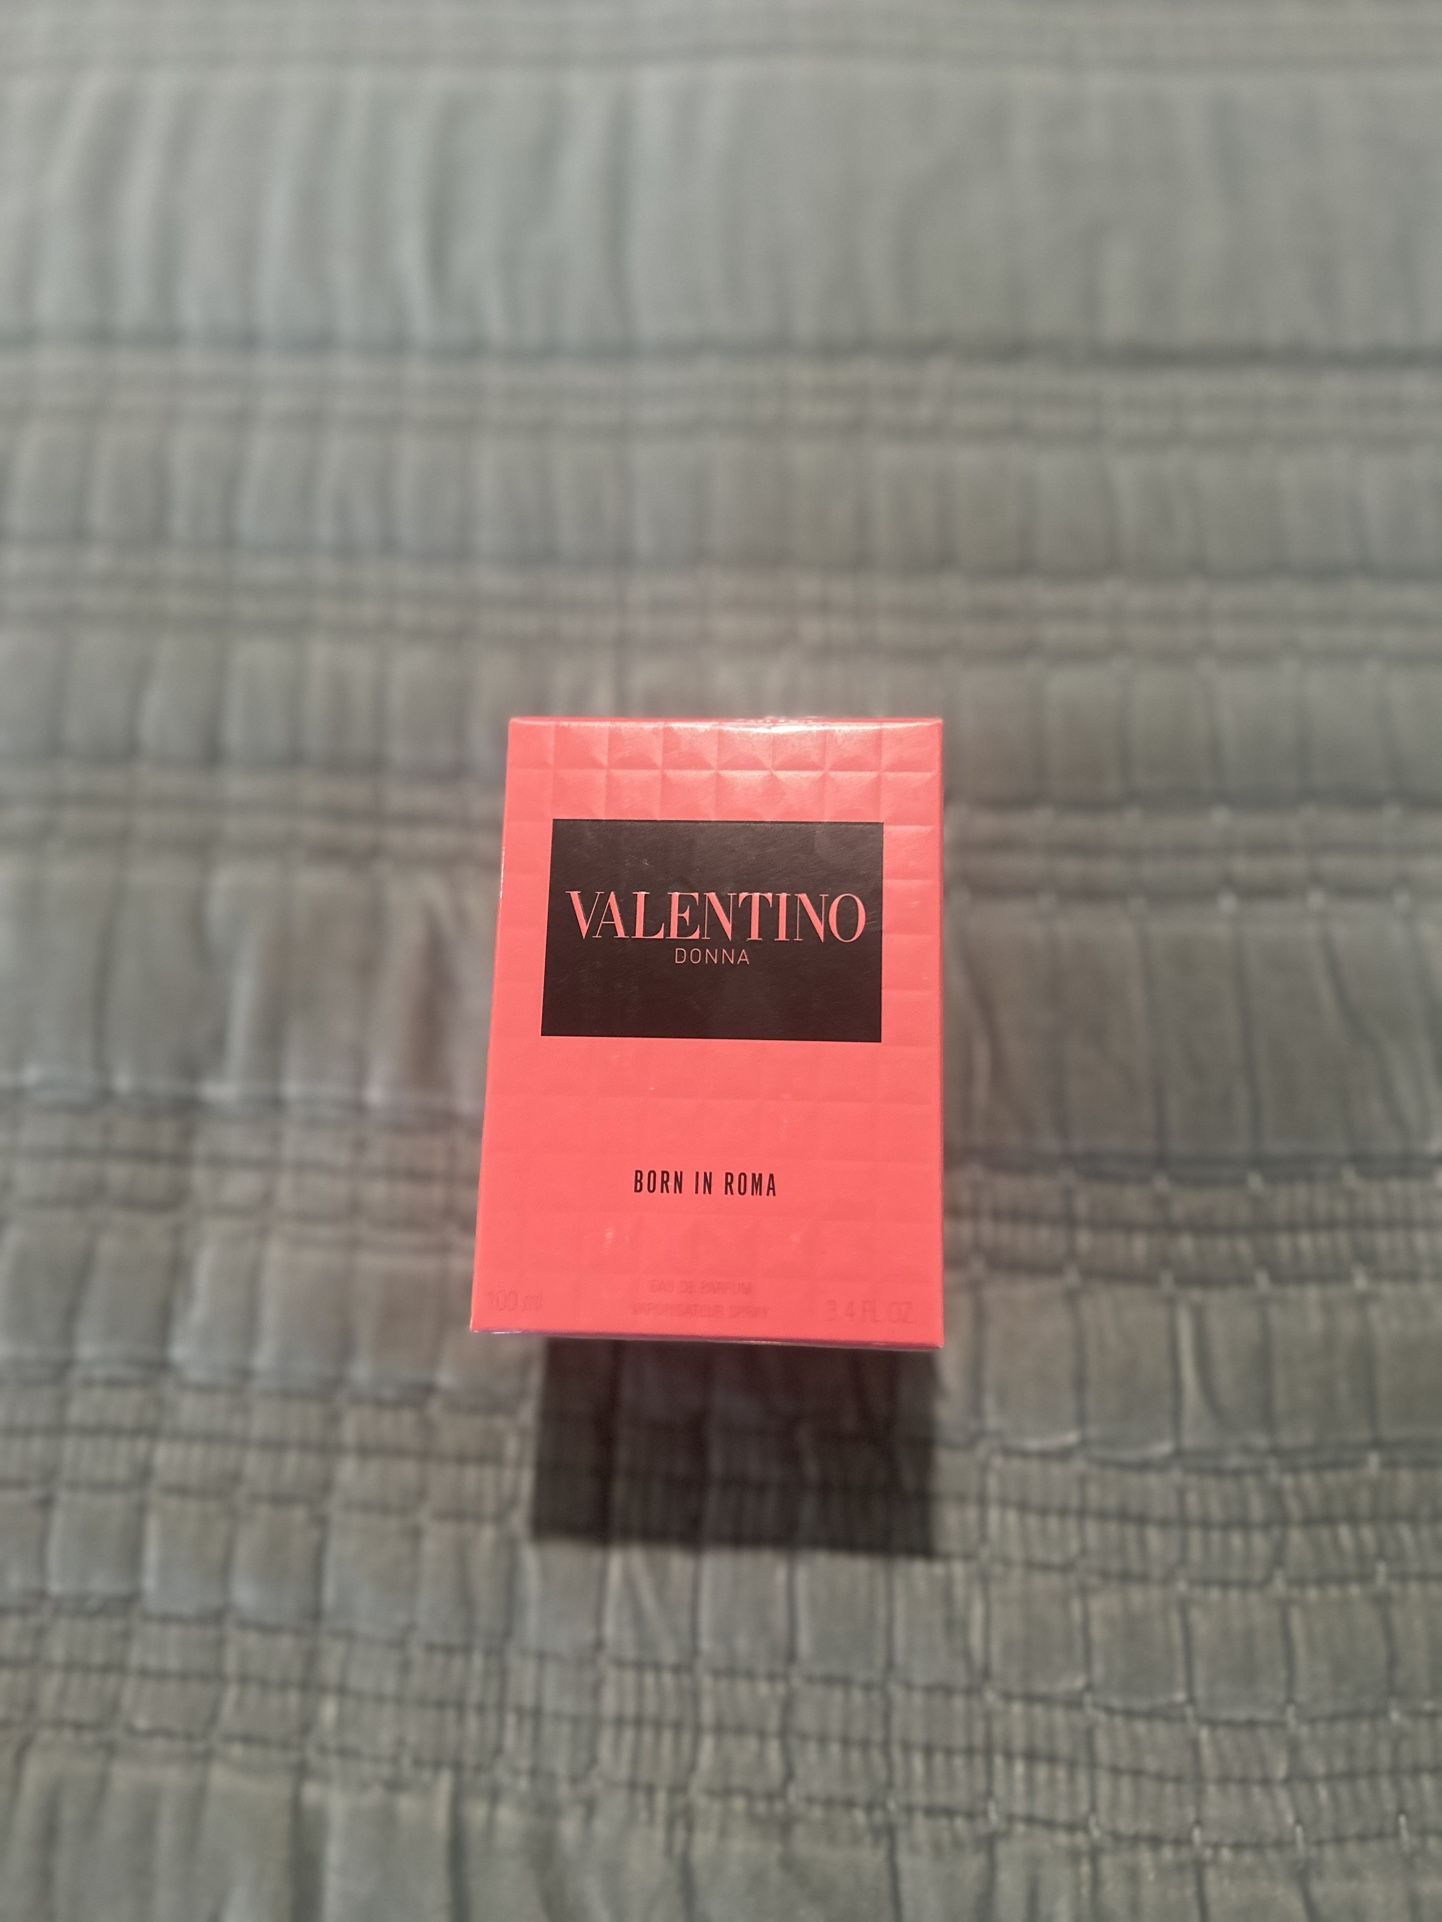 VALENTINO
DONNA
BORN IN ROMA
EAU DE PARFUM
VAPORISATEUR SPRAY
100 ml
3.4 FL.OZ.